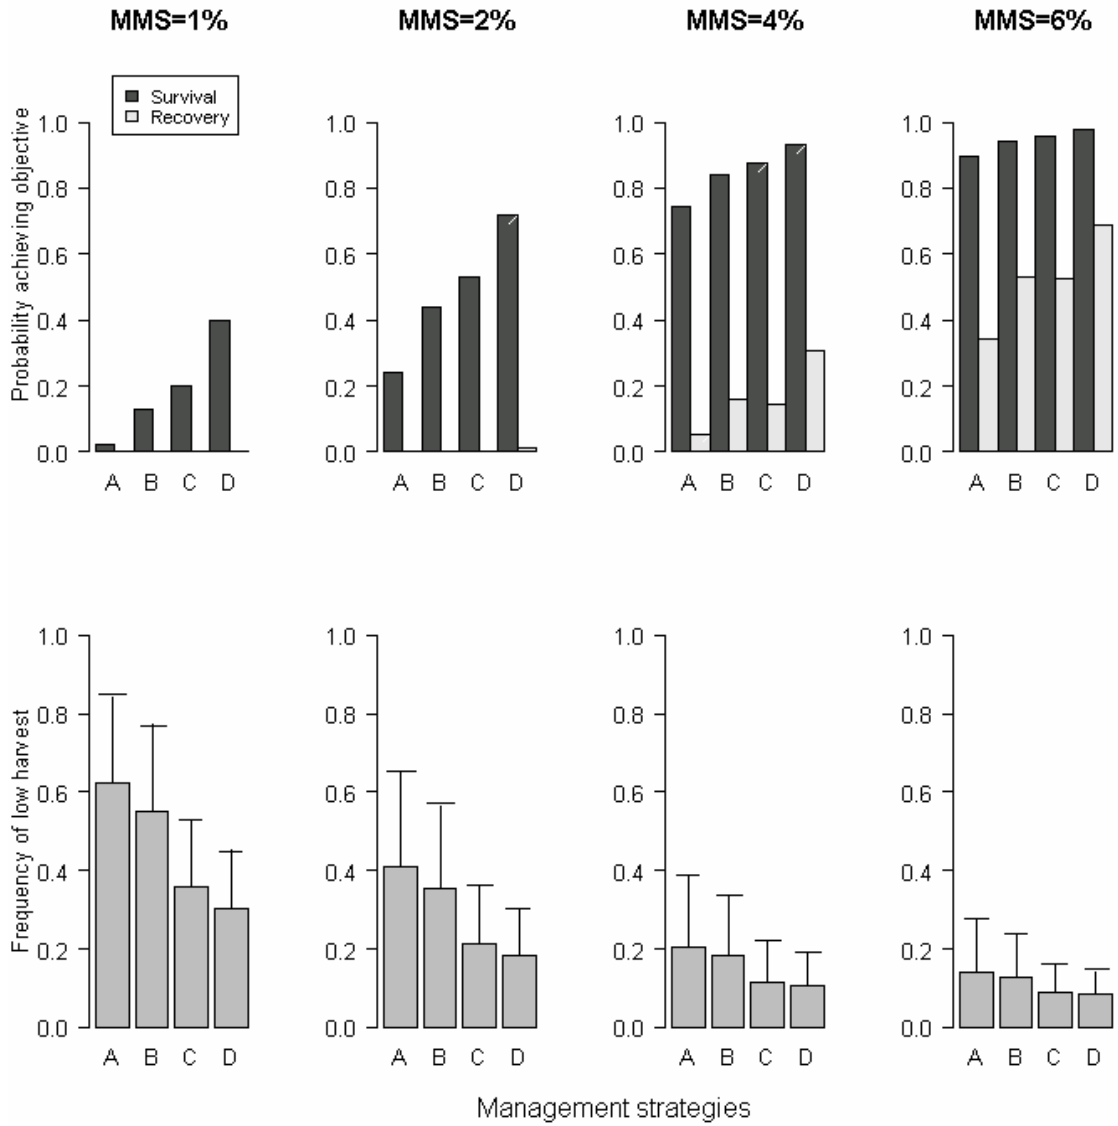 MMS=1% MMS=2% MMS=4% MMS=6%
Survival
Recovery
Probability achieving objective
1.0 1.0 1.0 1.0
0.8 0.8 0.8 0.8
0.6 0.6 0.6 0.6
0.4 0.4 0.4 0.4
0.2 0.2 0.2 0.2
0.0 0.0 0.0 0.0
A B C D A B C D A B C D A B C D
Frequency of low harvest
1.0 1.0 1.0 1.0
0.8 0.8 0.8 0.8
0.6 0.6 0.6 0.6
0.4 0.4 0.4 0.4
0.2 0.2 0.2 0.2
0.0 0.0 0.0 0.0
A B C D A B C D A B C D A B C D
Management strategies